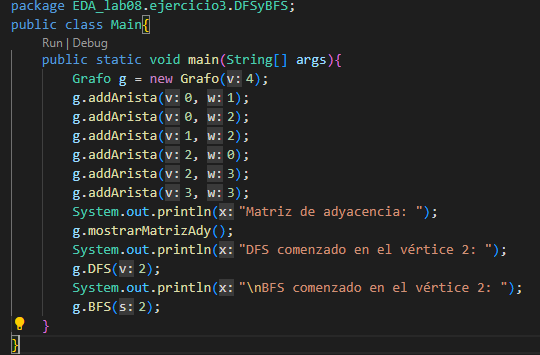 package EDA_lab08.ejercicio3.DFSyBFS;
public class Main{
Run | Debug
public static void main(String[] args){
Grafo g = new Grafo(v:4);
g.addArista(v:0, w:1);
g.addArista(v:0, w:2);
g.addArista(v:1, w:2);
g.addArista(v:2, w:0);
g.addArista(v:2, w:3);
g.addArista(v:3, w:3);
System.out.println(x:"Matriz de adyacencia: ");
g.mostrarMatrizAdy();
System.out.println(x:"DFS comenzado en el vértice 2: ");
g.DFS(v:2);
System.out.println(x:"\nBFS comenzado en el vértice 2: ");
g.BFS(s:2);
}
}